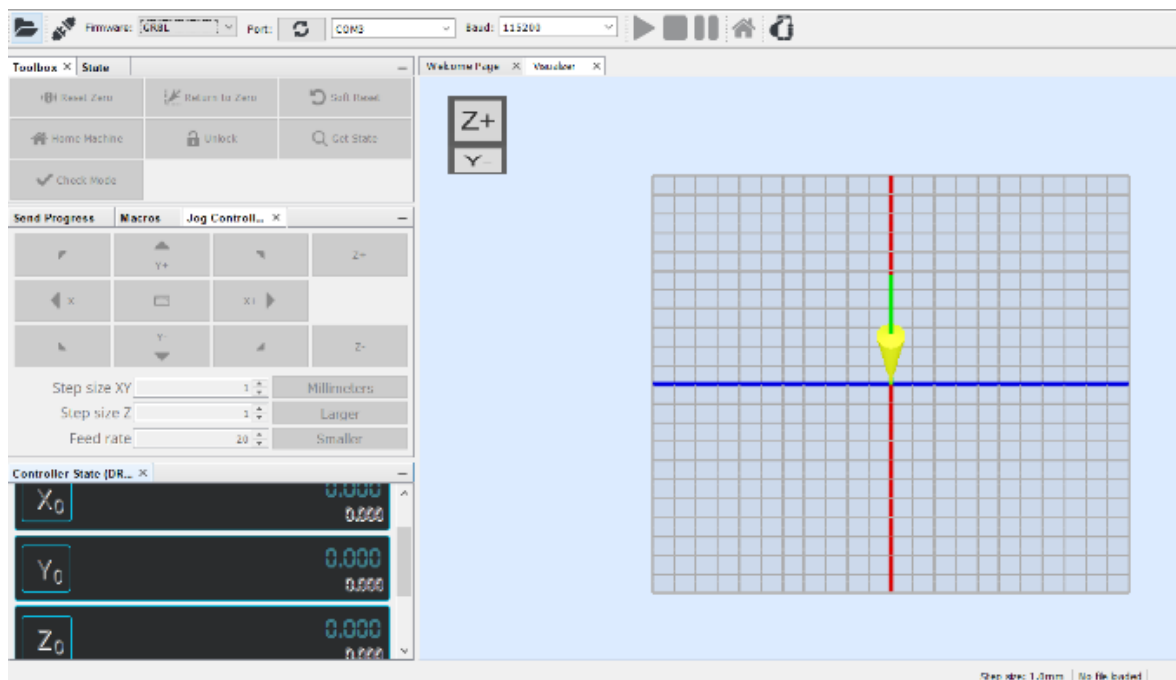 Firmware: GRBL Port: COM3 Baud: 115200
Toolbox × State
Welcome Page × Visualizer ×
Reset Zero Return to Zero Soft Reset
Home Machine Unlock Get State
Check Mode
Z+
Y-
Send Progress Macros Jog Controll... ×
Y+
X X+
Y- Z-
Step size XY 1 Millimeters
Step size Z 1 Larger
Feed rate 20 Smaller
Controller State (DR... ×
X0 0.000
0.000
Y0 0.000
0.000
Z0 0.000
0.000
Step size: 1.0mm No file loaded